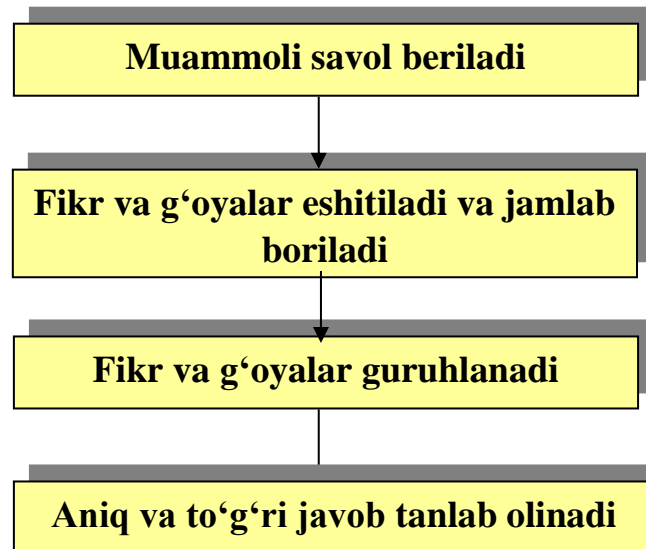 Muammoli savol beriladi
Fikr va g‘oyalar eshitiladi va jamlab
boriladi
Fikr va g‘oyalar guruhlanadi
Aniq va to‘g‘ri javob tanlab olinadi